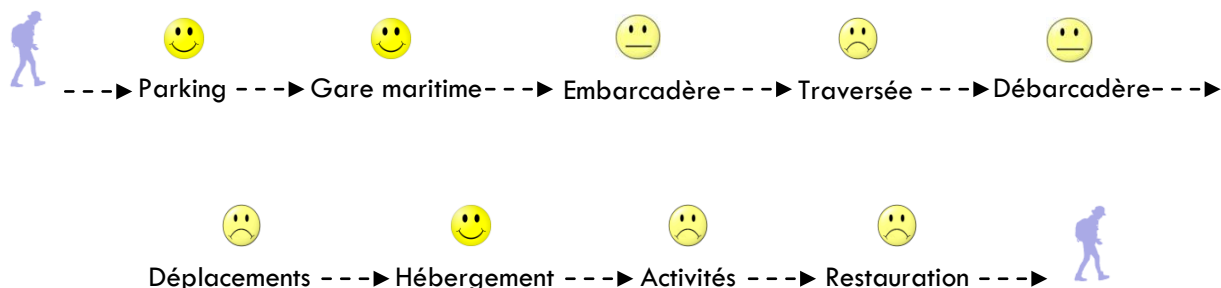 Parking Gare maritime Embarcadère Traversée Débarcadère
Déplacements Hébergement Activités Restauration